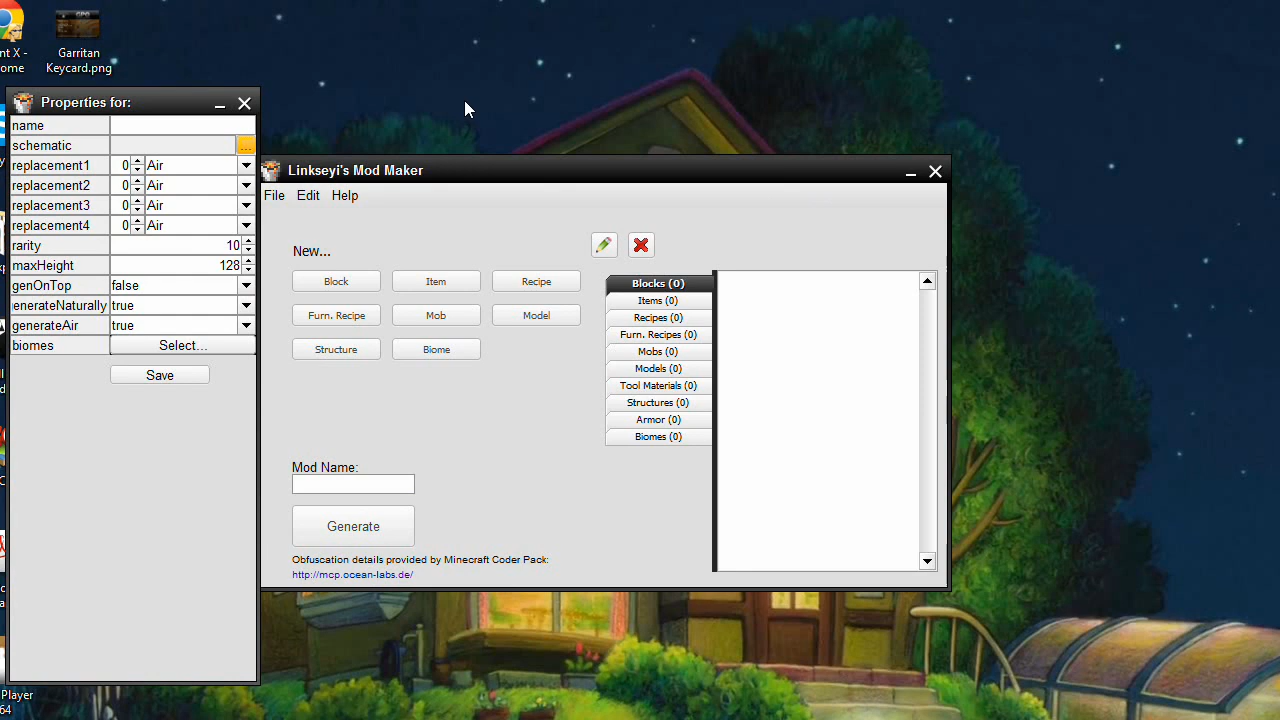 nt X -
ome
GPO
Garritan
Keycard.png
Properties for:
name
schematic ...
replacement1 0 Air
replacement2 0 Air
replacement3 0 Air
replacement4 0 Air
rarity 10
maxHeight 128
genOnTop false
enerateNaturally true
generateAir true
biomes Select...
Save
Linkseyi's Mod Maker
File Edit Help
New...
Block Item Recipe
Furn. Recipe Mob Model
Structure Biome
Blocks (0)
Items (0)
Recipes (0)
Furn. Recipes (0)
Mobs (0)
Models (0)
Tool Materials (0)
Structures (0)
Armor (0)
Biomes (0)
Mod Name:
Generate
Obfuscation details provided by Minecraft Coder Pack:
http://mcp.ocean-labs.de/
Player
64